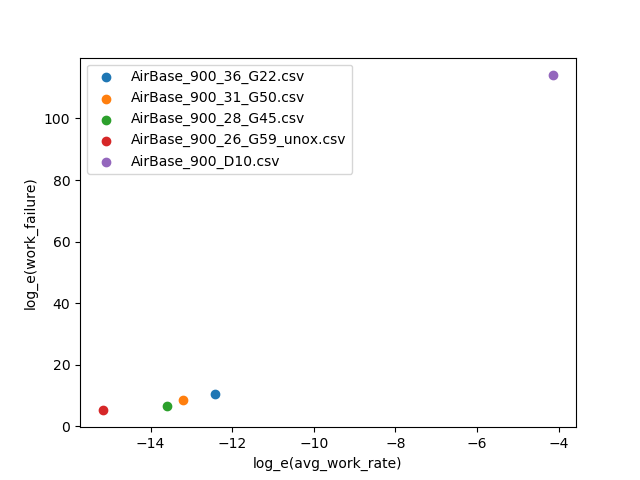 AirBase_900_36_G22.csv
AirBase_900_31_G50.csv
AirBase_900_28_G45.csv
AirBase_900_26_G59_unox.csv
AirBase_900_D10.csv
100
80
60
40
20
0
log_e(work_failure)
−14 −12 −10 −8 −6 −4
log_e(avg_work_rate)